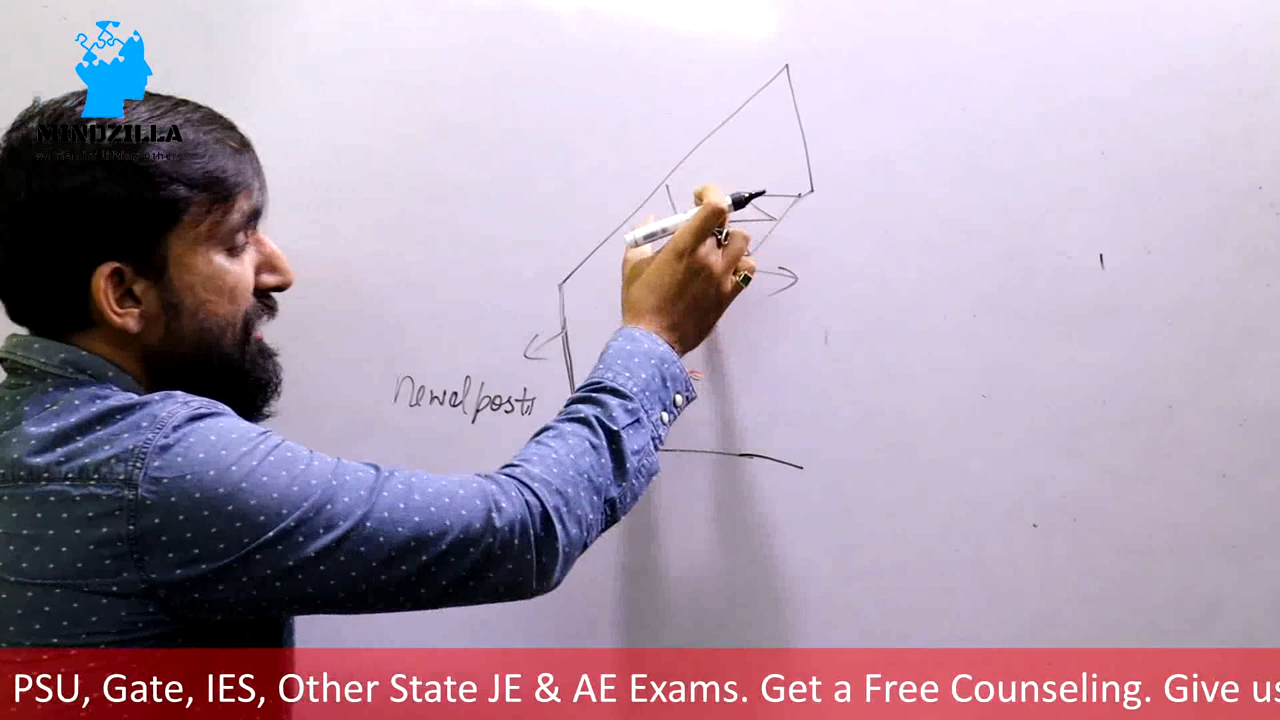 MINDZILLA
Newel posts
PSU, Gate, IES, Other State JE & AE Exams. Get a Free Counseling. Give us